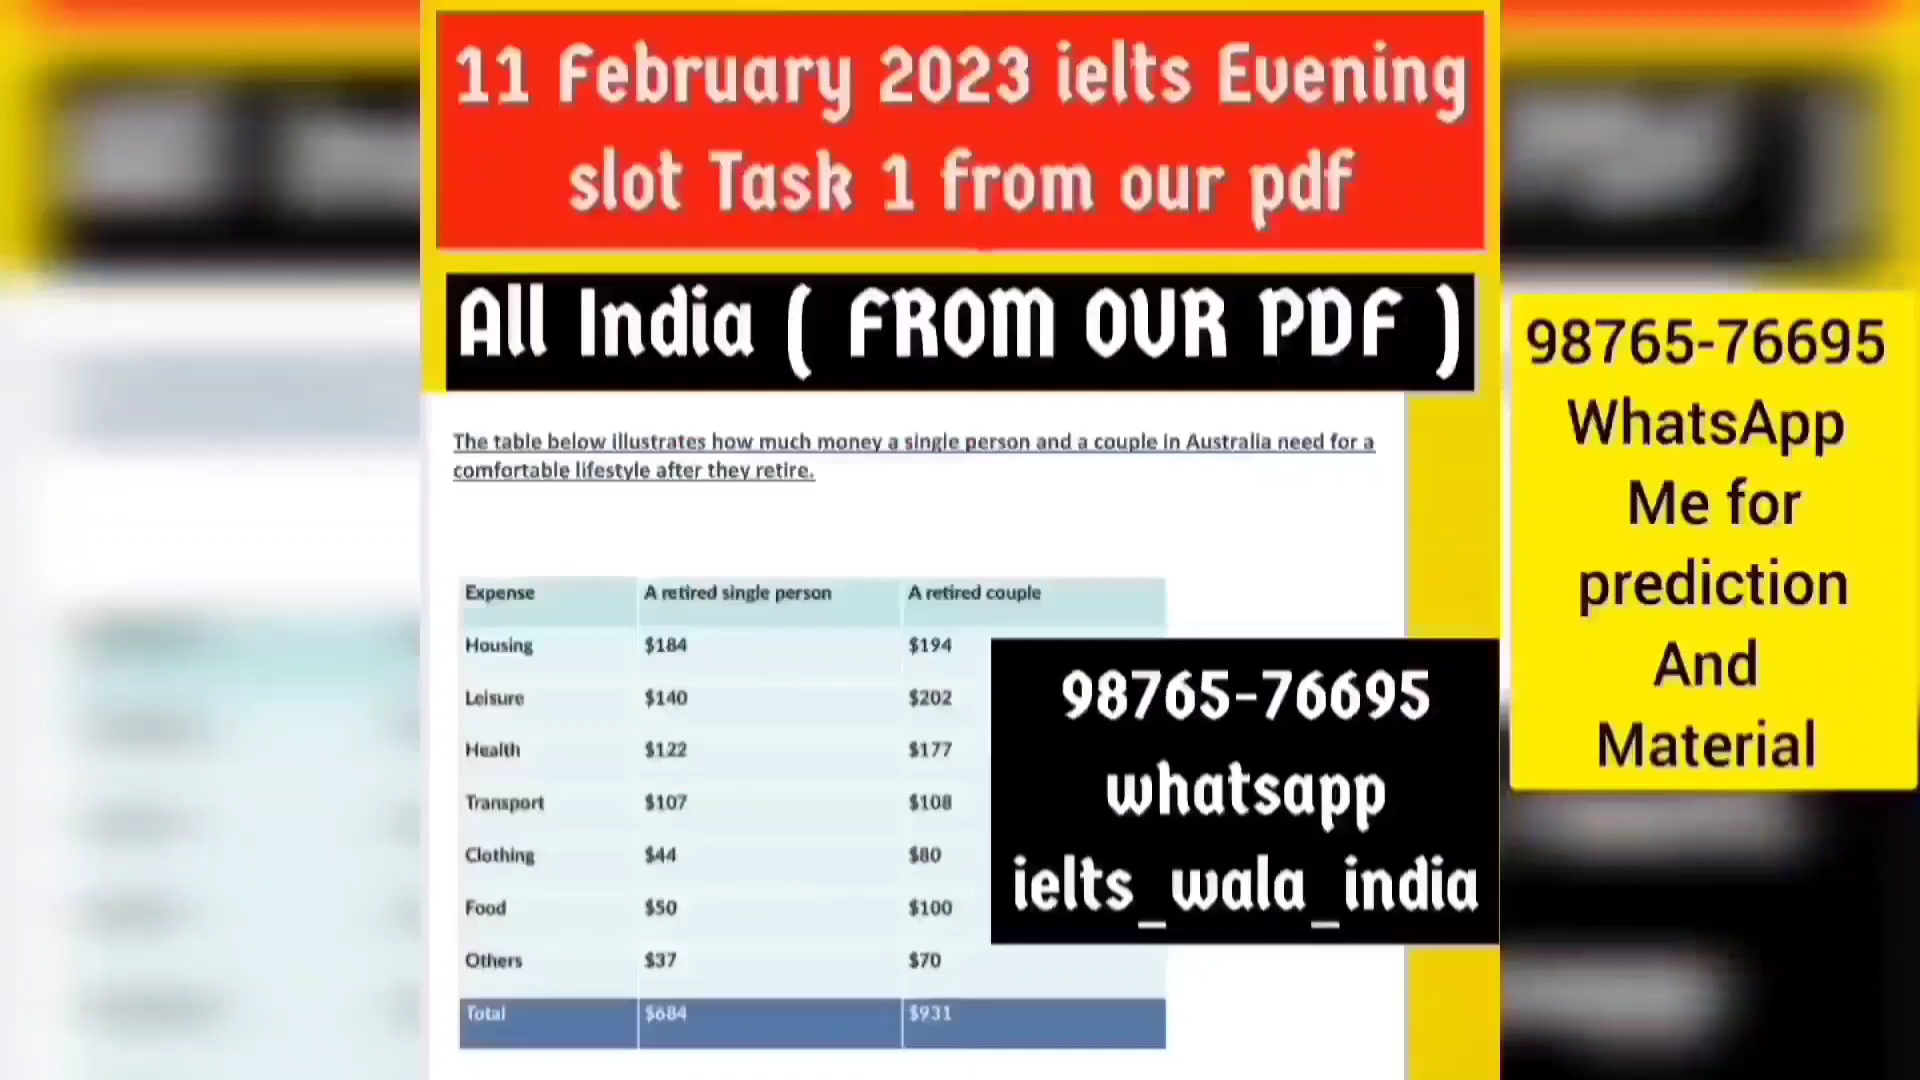 11 February 2023 ielts Evening
slot Task 1 from our pdf
All India ( FROM OUR PDF )
The table below illustrates how much money a single person and a couple in Australia need for a
comfortable lifestyle after they retire.
Expense A retired single person A retired couple
Housing $184 $194
Leisure $140 $202
Health $122 $177
Transport $107 $108
Clothing $44 $80
Food $50 $100
Others $37 $70
Total $684 $931
98765-76695
whatsapp
ielts_wala_india
98765-76695
WhatsApp
Me for
prediction
And
Material